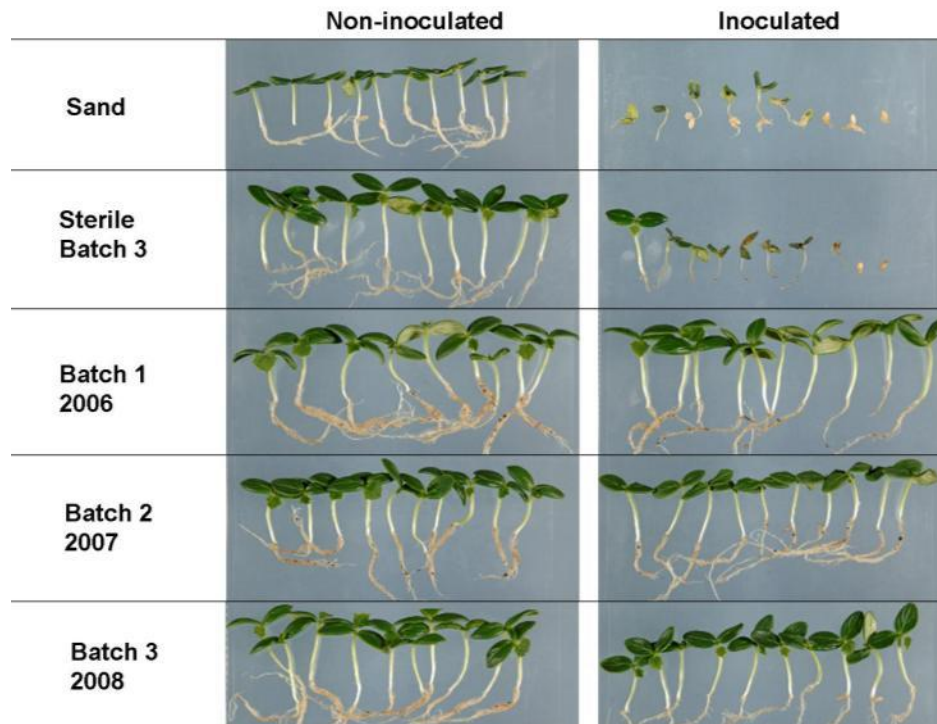 Non-inoculated
Inoculated
Sand
Sterile
Batch 3
Batch 1
2006
Batch 2
2007
Batch 3
2008